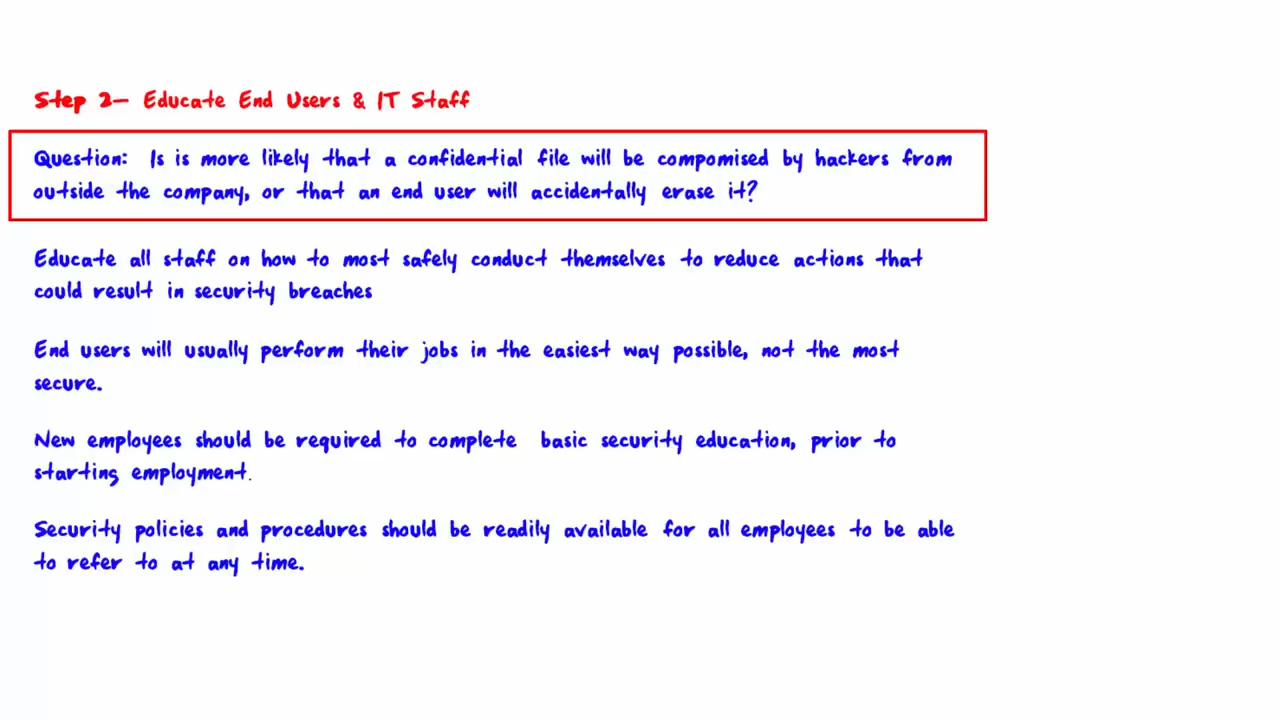 Step 2- Educate End Users & IT Staff
Question: Is is more likely that a confidential file will be compomised by hackers from
outside the company, or that an end user will accidentally erase it?
Educate all staff on how to most safely conduct themselves to reduce actions that
could result in security breaches
End users will usually perform their jobs in the easiest way possible, not the most
secure.
New employees should be required to complete basic security education, prior to
starting employment.
Security policies and procedures should be readily available for all employees to be able
to refer to at any time.